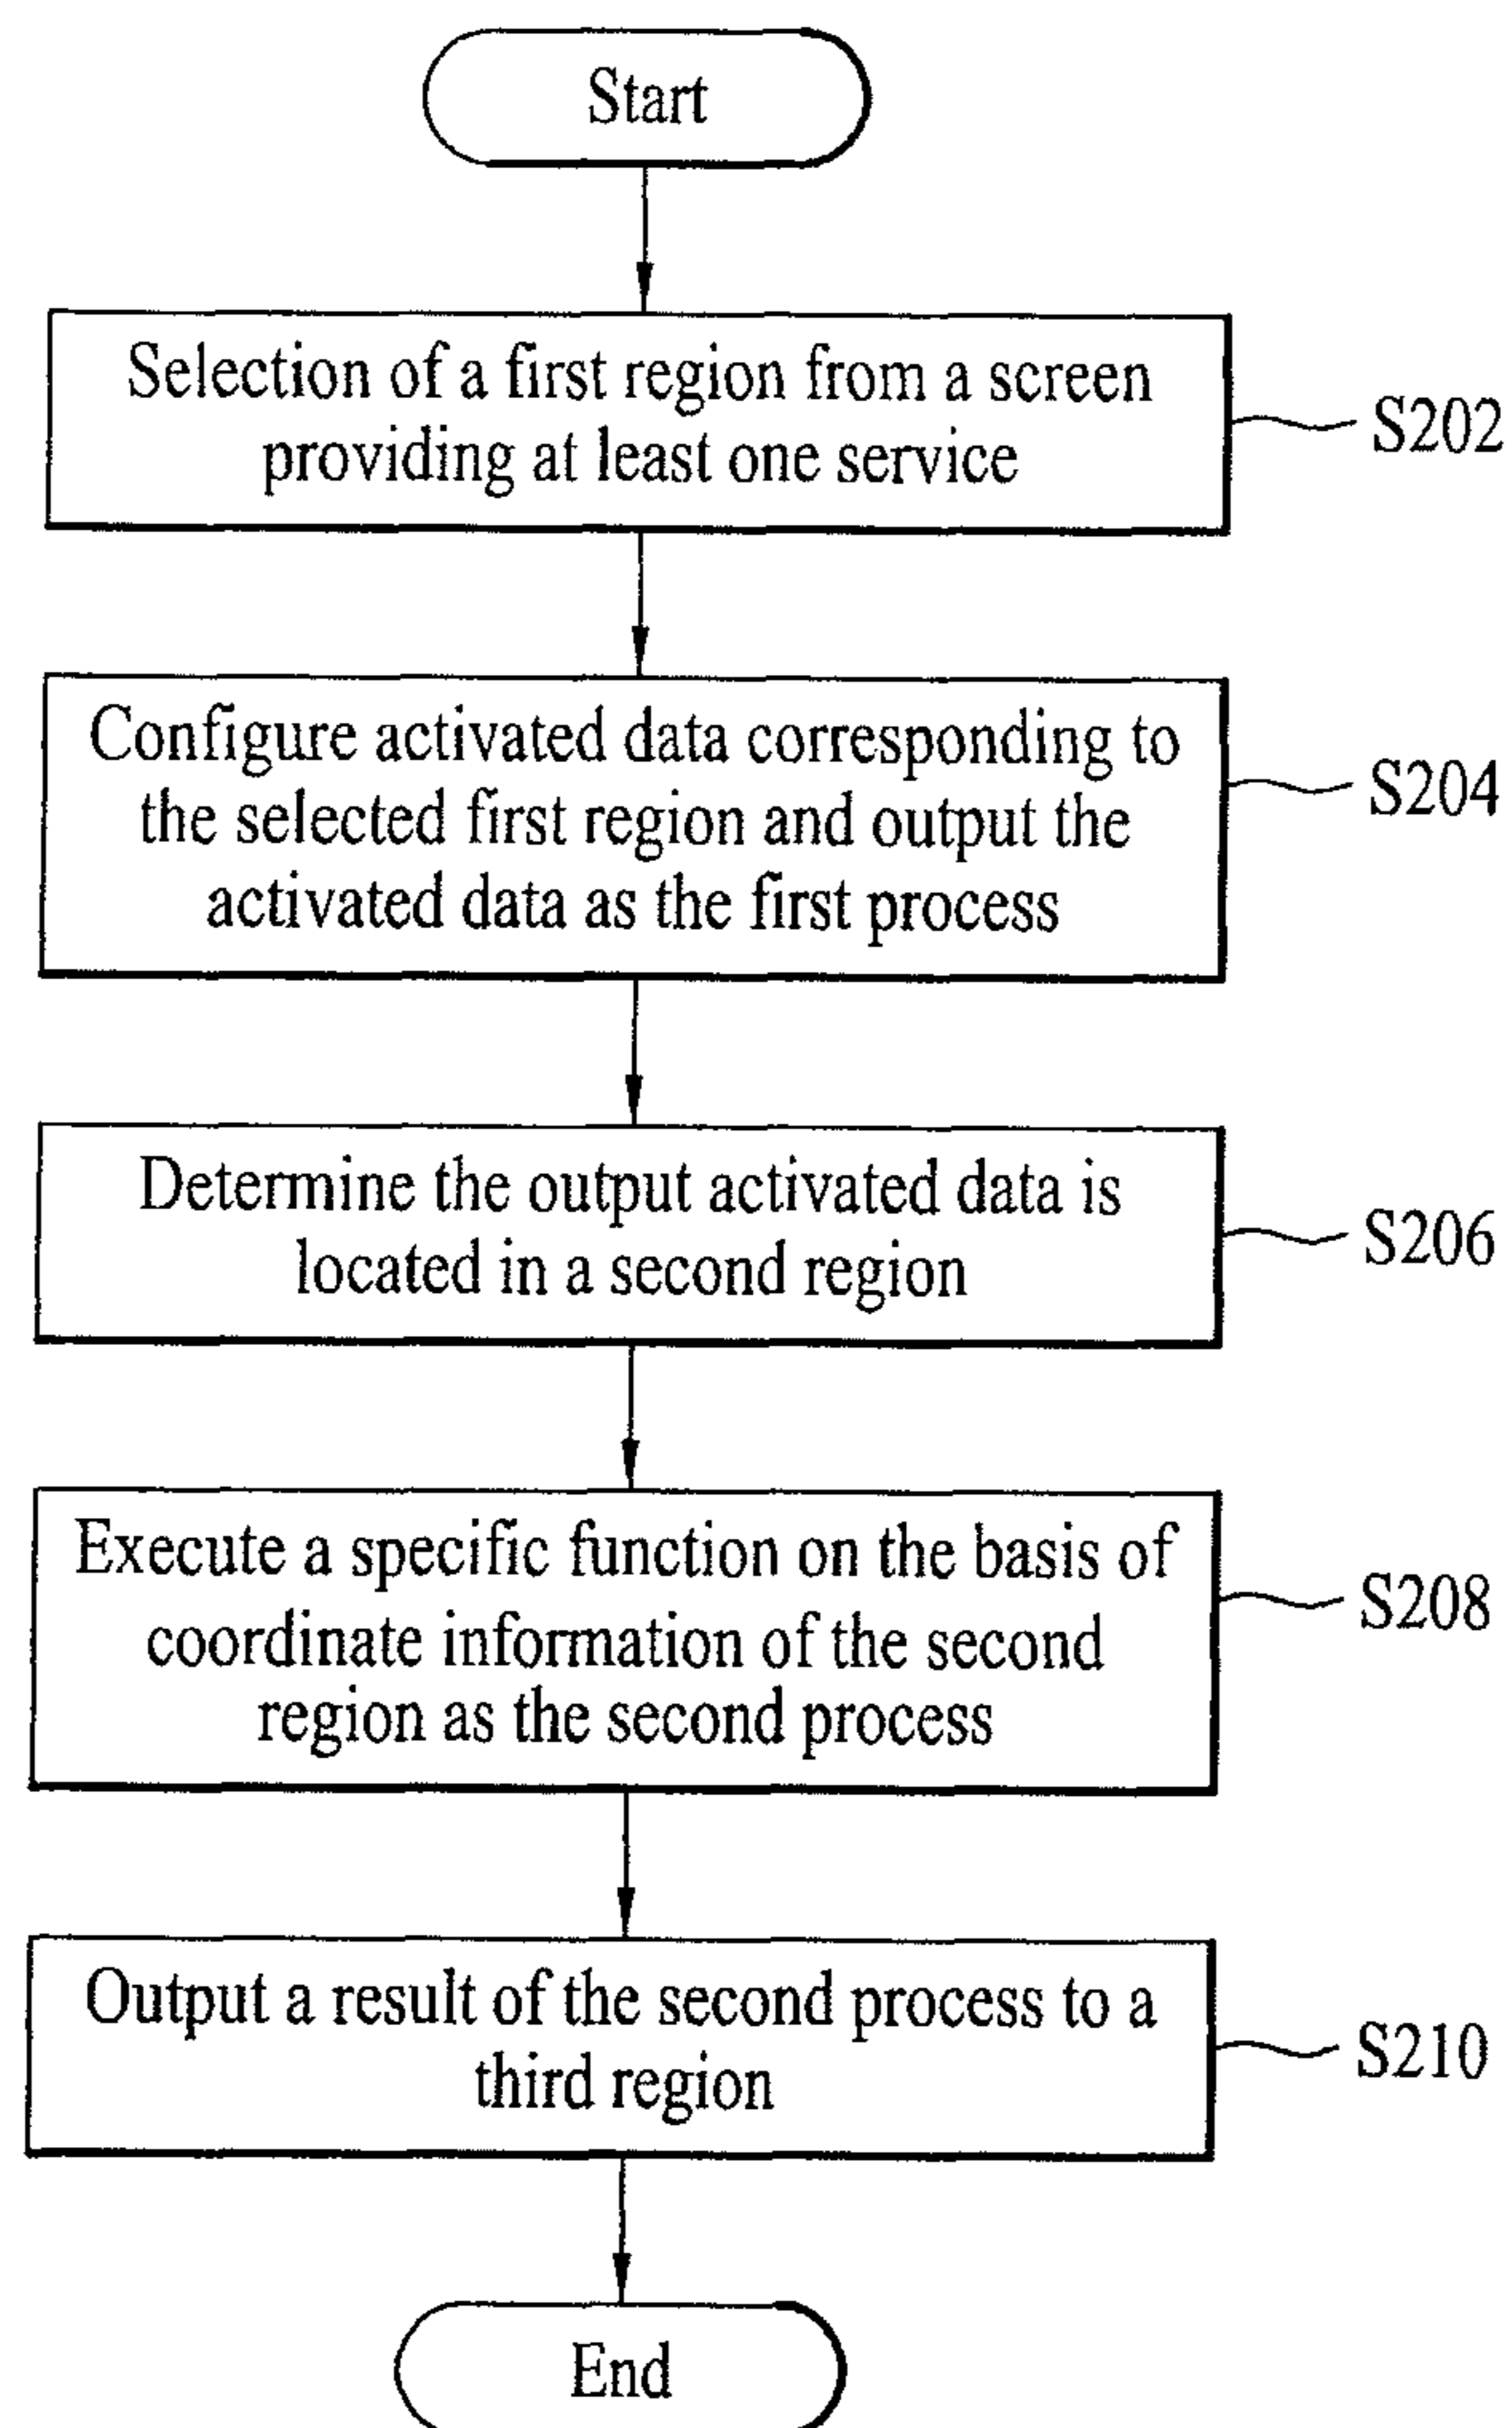 Start
Selection of a first region from a screen
providing at least one service
S202
Configure activated data corresponding to
the selected first region and output the
activated data as the first process
S204
Determine the output activated data is
located in a second region
S206
Execute a specific function on the basis of
coordinate information of the second
region as the second process
S208
Output a result of the second process to a
third region
S210
End